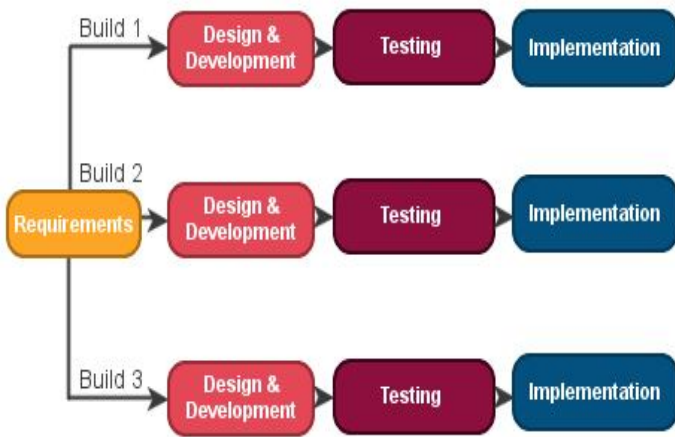 Build 1
Design &
Development
Testing
Implementation
Build 2
Requirements
Design &
Development
Testing
Implementation
Build 3
Design &
Development
Testing
Implementation